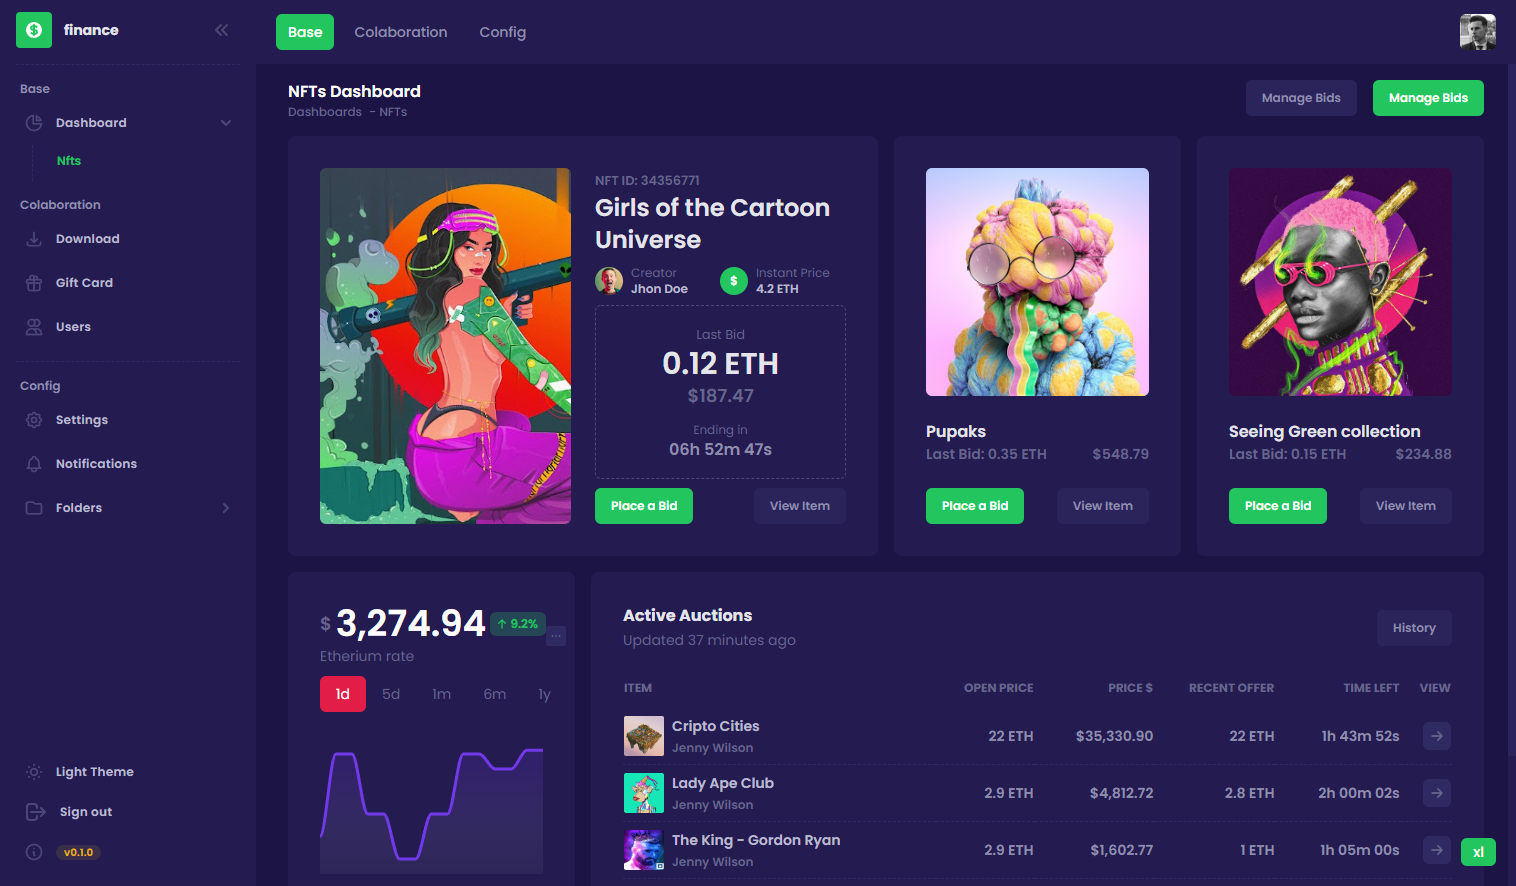 finance
Base
Colaboration
Config
Base
Dashboard
Nfts
Colaboration
Download
Gift Card
Users
Config
Settings
Notifications
Folders
Light Theme
Sign out
v0.1.0
NFTs Dashboard
Dashboards - NFTs
Manage Bids
Manage Bids
NFT ID: 34356771
Girls of the Cartoon
Universe
Creator
Jhon Doe
$
Instant Price
4.2 ETH
Last Bid
0.12 ETH
$187.47
Ending in
06h 52m 47s
Place a Bid
View Item
Pupaks
Last Bid: 0.35 ETH $548.79
Place a Bid
View Item
Seeing Green collection
Last Bid: 0.15 ETH $234.88
Place a Bid
View Item
$ 3,274.94 ↑ 9.2%
...
Etherium rate
1d 5d 1m 6m 1y
Active Auctions
Updated 37 minutes ago
History
ITEM OPEN PRICE PRICE $ RECENT OFFER TIME LEFT VIEW
Cripto Cities
Jenny Wilson
22 ETH $35,330.90 22 ETH 1h 43m 52s →
Lady Ape Club
Jenny Wilson
2.9 ETH $4,812.72 2.8 ETH 2h 00m 02s →
The King - Gordon Ryan
Jenny Wilson
2.9 ETH $1,602.77 1 ETH 1h 05m 00s →
xl